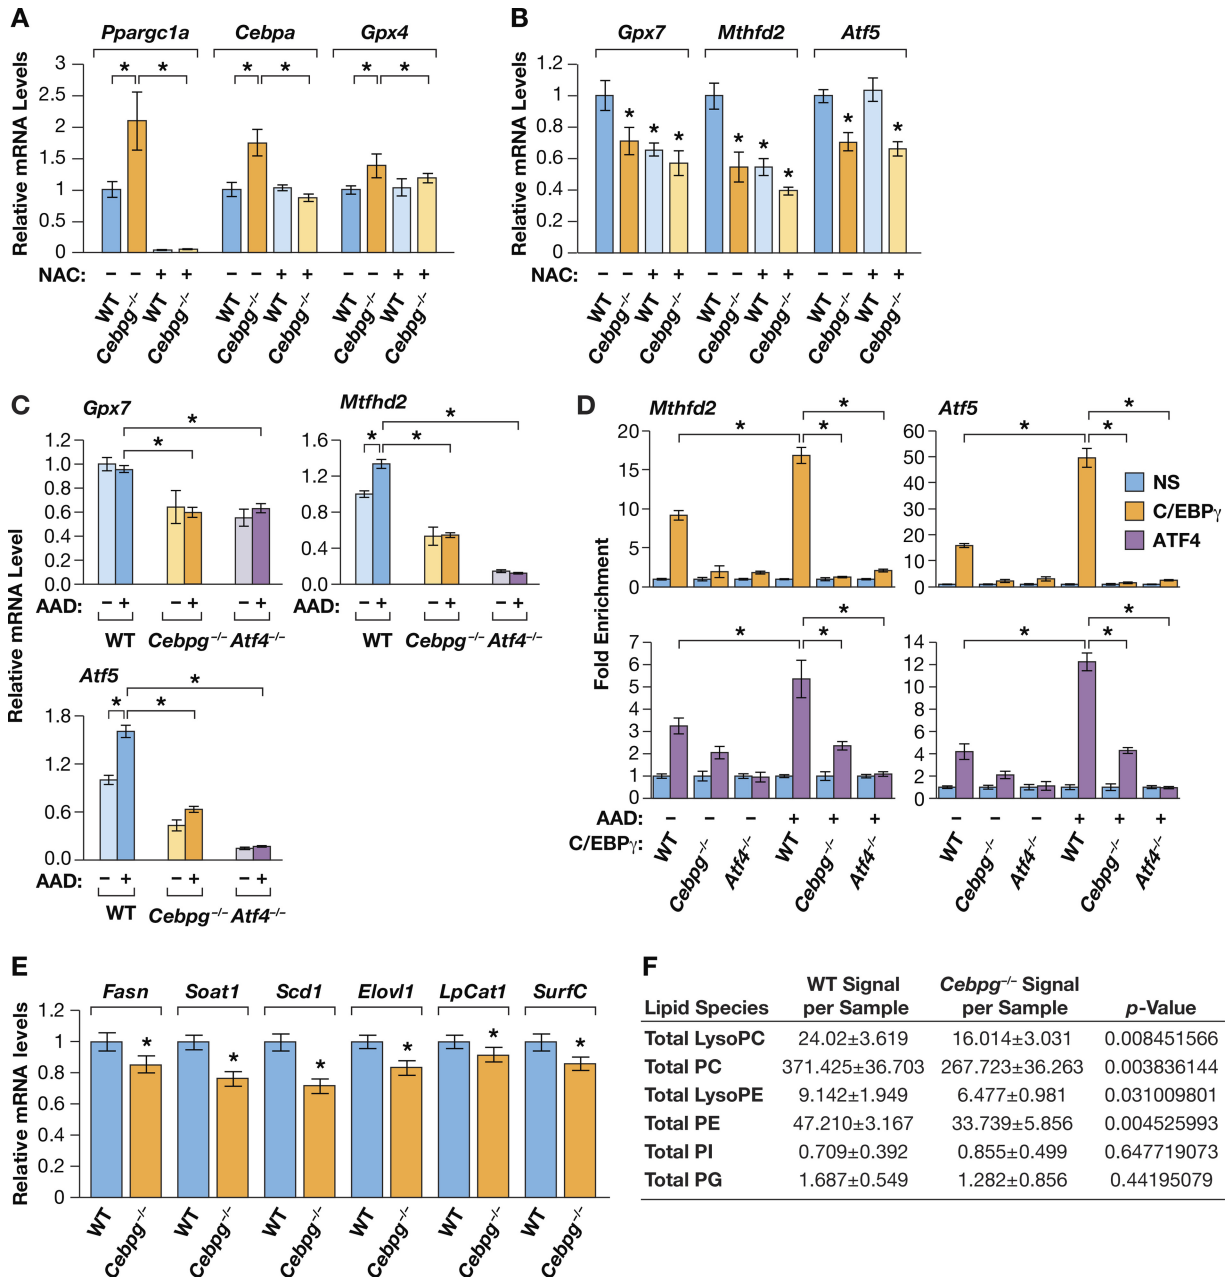 A
Ppargc1a Cebpa Gpx4
Relative mRNA Levels
3
2.5
2
1.5
1
0.5
0
* * * * * *
NAC: – – + + – – + + – – + +
WT Cebpg–/– WT Cebpg–/– WT Cebpg–/– WT Cebpg–/– WT Cebpg–/– WT Cebpg–/–
B
Gpx7 Mthfd2 Atf5
Relative mRNA Levels
1.2
1
0.8
0.6
0.4
0.2
0
* * * * * * * *
NAC: – – + + – – + + – – + +
WT Cebpg–/– WT Cebpg–/– WT Cebpg–/– WT Cebpg–/– WT Cebpg–/– WT Cebpg–/–
C
Relative mRNA Level
Gpx7
* *
1.2
1.0
0.8
0.6
0.4
0.2
0.0
AAD: – + – + – +
WT Cebpg–/– Atf4–/–
Mtfhd2
* * *
1.6
1.2
0.8
0.4
0.0
AAD: – + – + – +
WT Cebpg–/– Atf4–/–
Atf5
* * *
1.8
1.2
0.6
0.0
AAD: – + – + – +
WT Cebpg–/– Atf4–/–
D
Fold Enrichment
Mthfd2
* * *
20
15
10
5
0
Atf5
* * *
60
50
40
30
20
10
0
NS
C/EBPγ
ATF4
* * *
7
6
5
4
3
2
1
0
* * *
14
12
10
8
6
4
2
0
AAD: – – – + + + – – – + + +
C/EBPγ: WT Cebpg–/– Atf4–/– WT Cebpg–/– Atf4–/– WT Cebpg–/– Atf4–/– WT Cebpg–/– Atf4–/–
E
Fasn Soat1 Scd1 Elovl1 LpCat1 SurfC
Relative mRNA levels
1.2
1
0.8
0.6
0.4
0.2
0
* * * * * *
WT Cebpg–/– WT Cebpg–/– WT Cebpg–/– WT Cebpg–/– WT Cebpg–/– WT Cebpg–/–
F
WT Signal Cebpg–/– Signal
Lipid Species per Sample per Sample p-Value
Total LysoPC 24.02±3.619 16.014±3.031 0.008451566
Total PC 371.425±36.703 267.723±36.263 0.003836144
Total LysoPE 9.142±1.949 6.477±0.981 0.031009801
Total PE 47.210±3.167 33.739±5.856 0.004525993
Total PI 0.709±0.392 0.855±0.499 0.647719073
Total PG 1.687±0.549 1.282±0.856 0.44195079